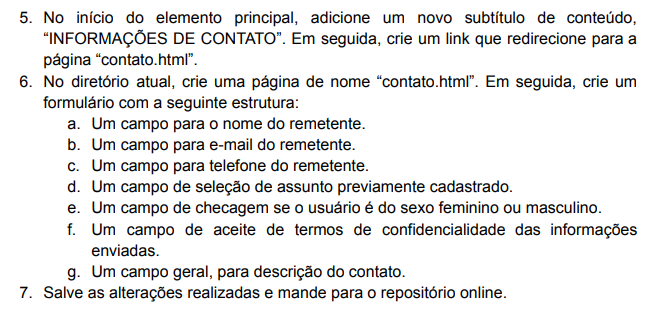 5. No início do elemento principal, adicione um novo subtítulo de conteúdo,
“INFORMAÇÕES DE CONTATO”. Em seguida, crie um link que redirecione para a
página “contato.html”.
6. No diretório atual, crie uma página de nome “contato.html”. Em seguida, crie um
formulário com a seguinte estrutura:
a. Um campo para o nome do remetente.
b. Um campo para e-mail do remetente.
c. Um campo para telefone do remetente.
d. Um campo de seleção de assunto previamente cadastrado.
e. Um campo de checagem se o usuário é do sexo feminino ou masculino.
f. Um campo de aceite de termos de confidencialidade das informações
enviadas.
g. Um campo geral, para descrição do contato.
7. Salve as alterações realizadas e mande para o repositório online.